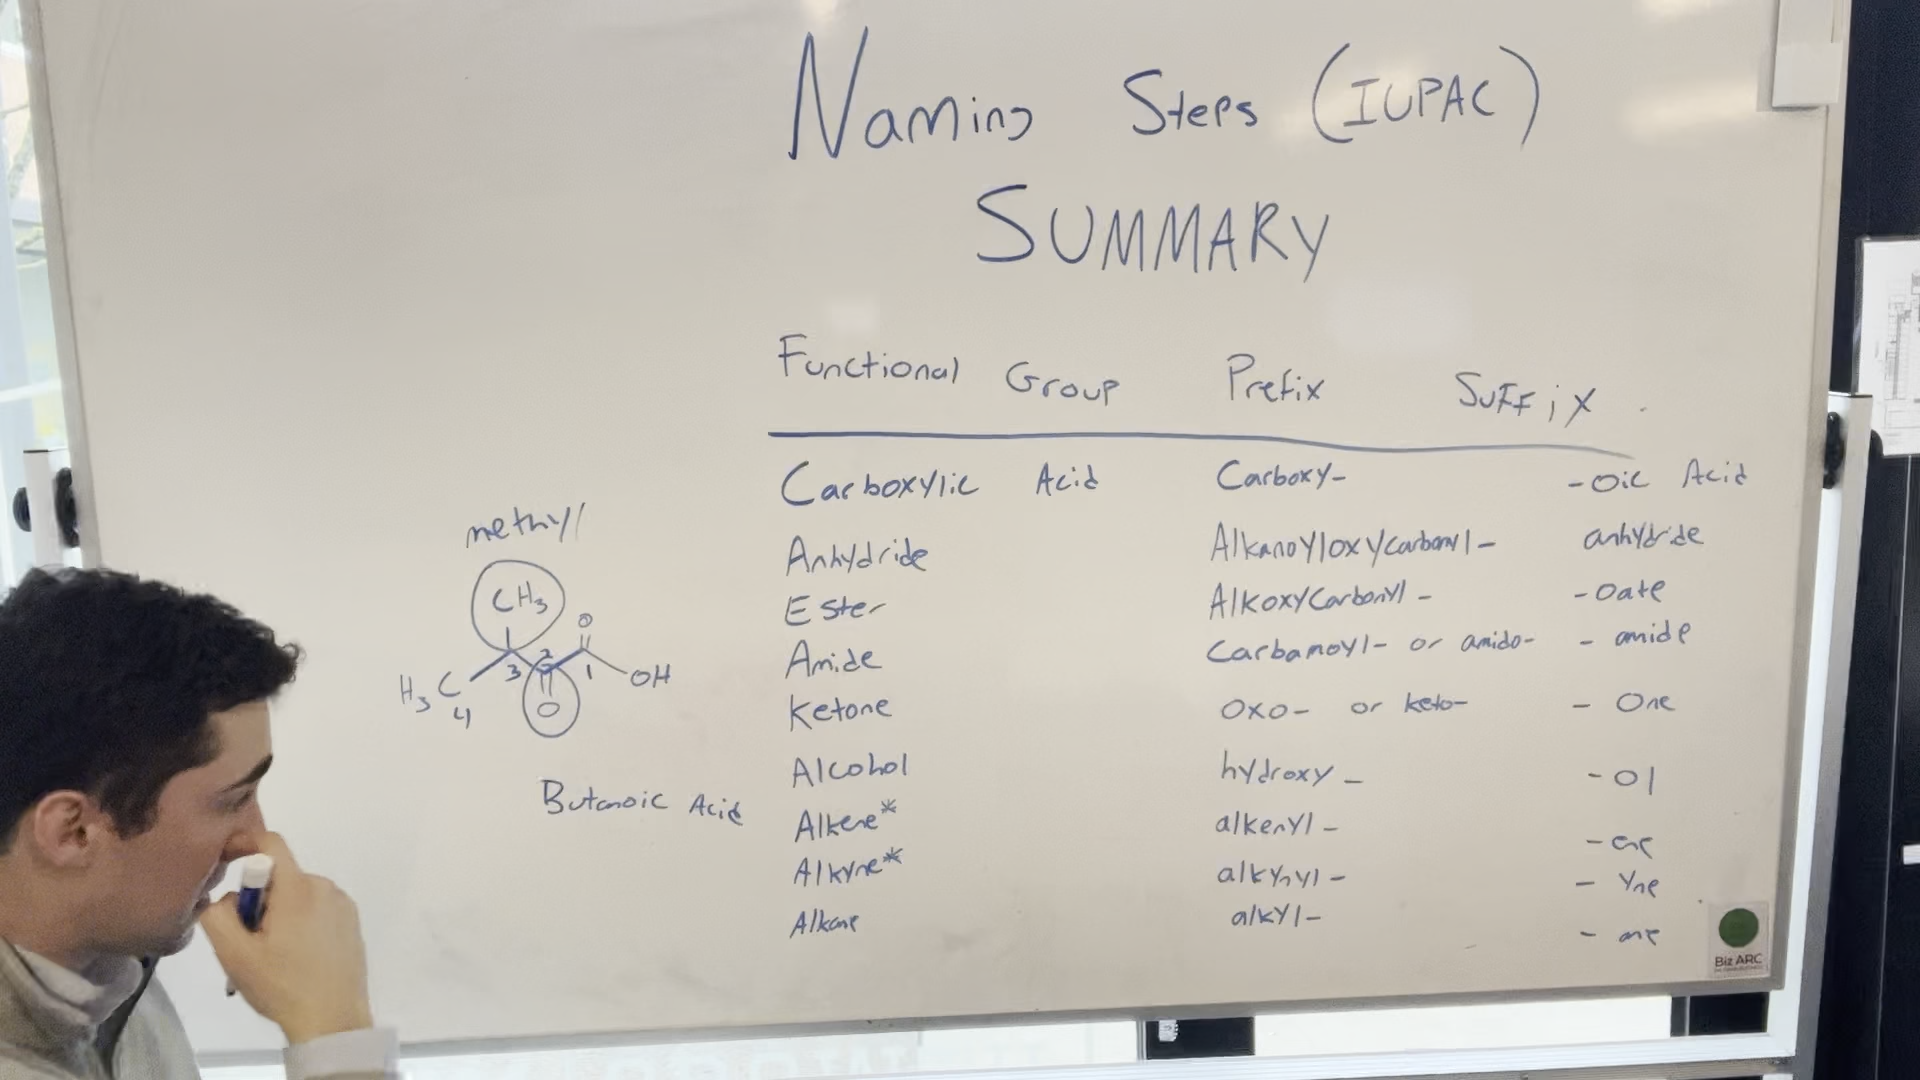 Naming Steps (IUPAC)
SUMMARY
Functional Group Prefix Suffix
Carboxylic Acid Carboxy- -Oic Acid
Anhydride Alkanoyloxycarbonyl- anhydride
Ester Alkoxycarbonyl- -Oate
Amide Carbamoyl- or amido- -amide
Ketone oxo- or keto- -One
Alcohol hydroxy- -Ol
Alkene* alkenyl- -ene
Alkyne* alkynyl- -Yne
Alkane alkyl- -ane
methyl
CH3
O
2
3 1 OH
H3C
4
O
Butanoic Acid
Biz ARC